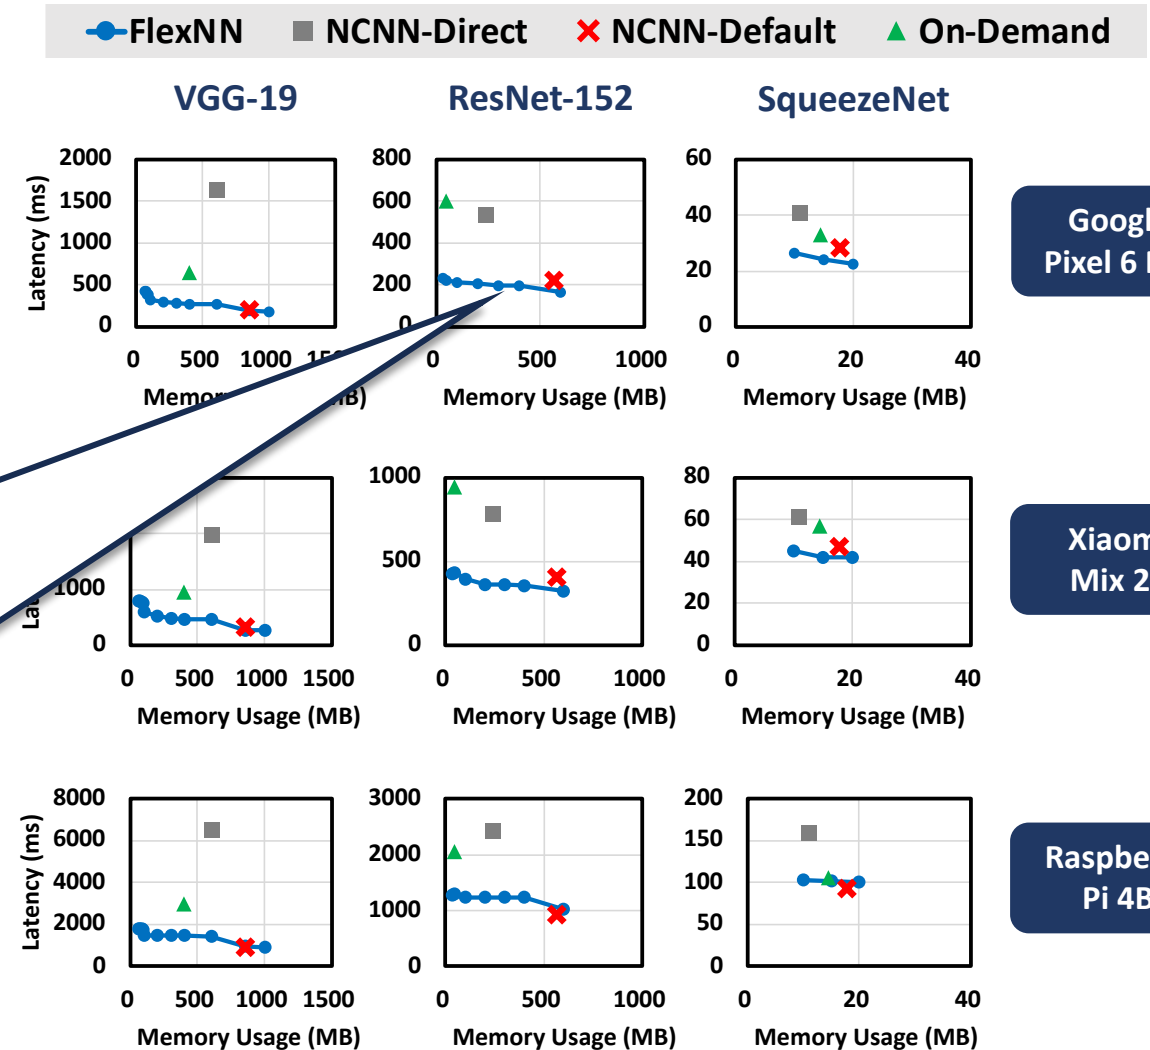 FlexNN NCNN-Direct NCNN-Default On-Demand
VGG-19 ResNet-152 SqueezeNet
Latency (ms)
2000
1500
1000
500
0
0 500 1000
Memory Usage (MB)
800
600
400
200
0
0 500 1000
Memory Usage (MB)
60
40
20
0
0 20 40
Memory Usage (MB)
Pixel 6
1000
0
0 500 1000 1500
Memory Usage (MB)
1000
500
0
0 500 1000
Memory Usage (MB)
80
60
40
20
0
0 20 40
Memory Usage (MB)
Mix 2
Latency (ms)
8000
6000
4000
2000
0
0 500 1000 1500
Memory Usage (MB)
3000
2000
1000
0
0 500 1000
Memory Usage (MB)
200
150
100
50
0
0 20 40
Memory Usage (MB)
Pi 4B